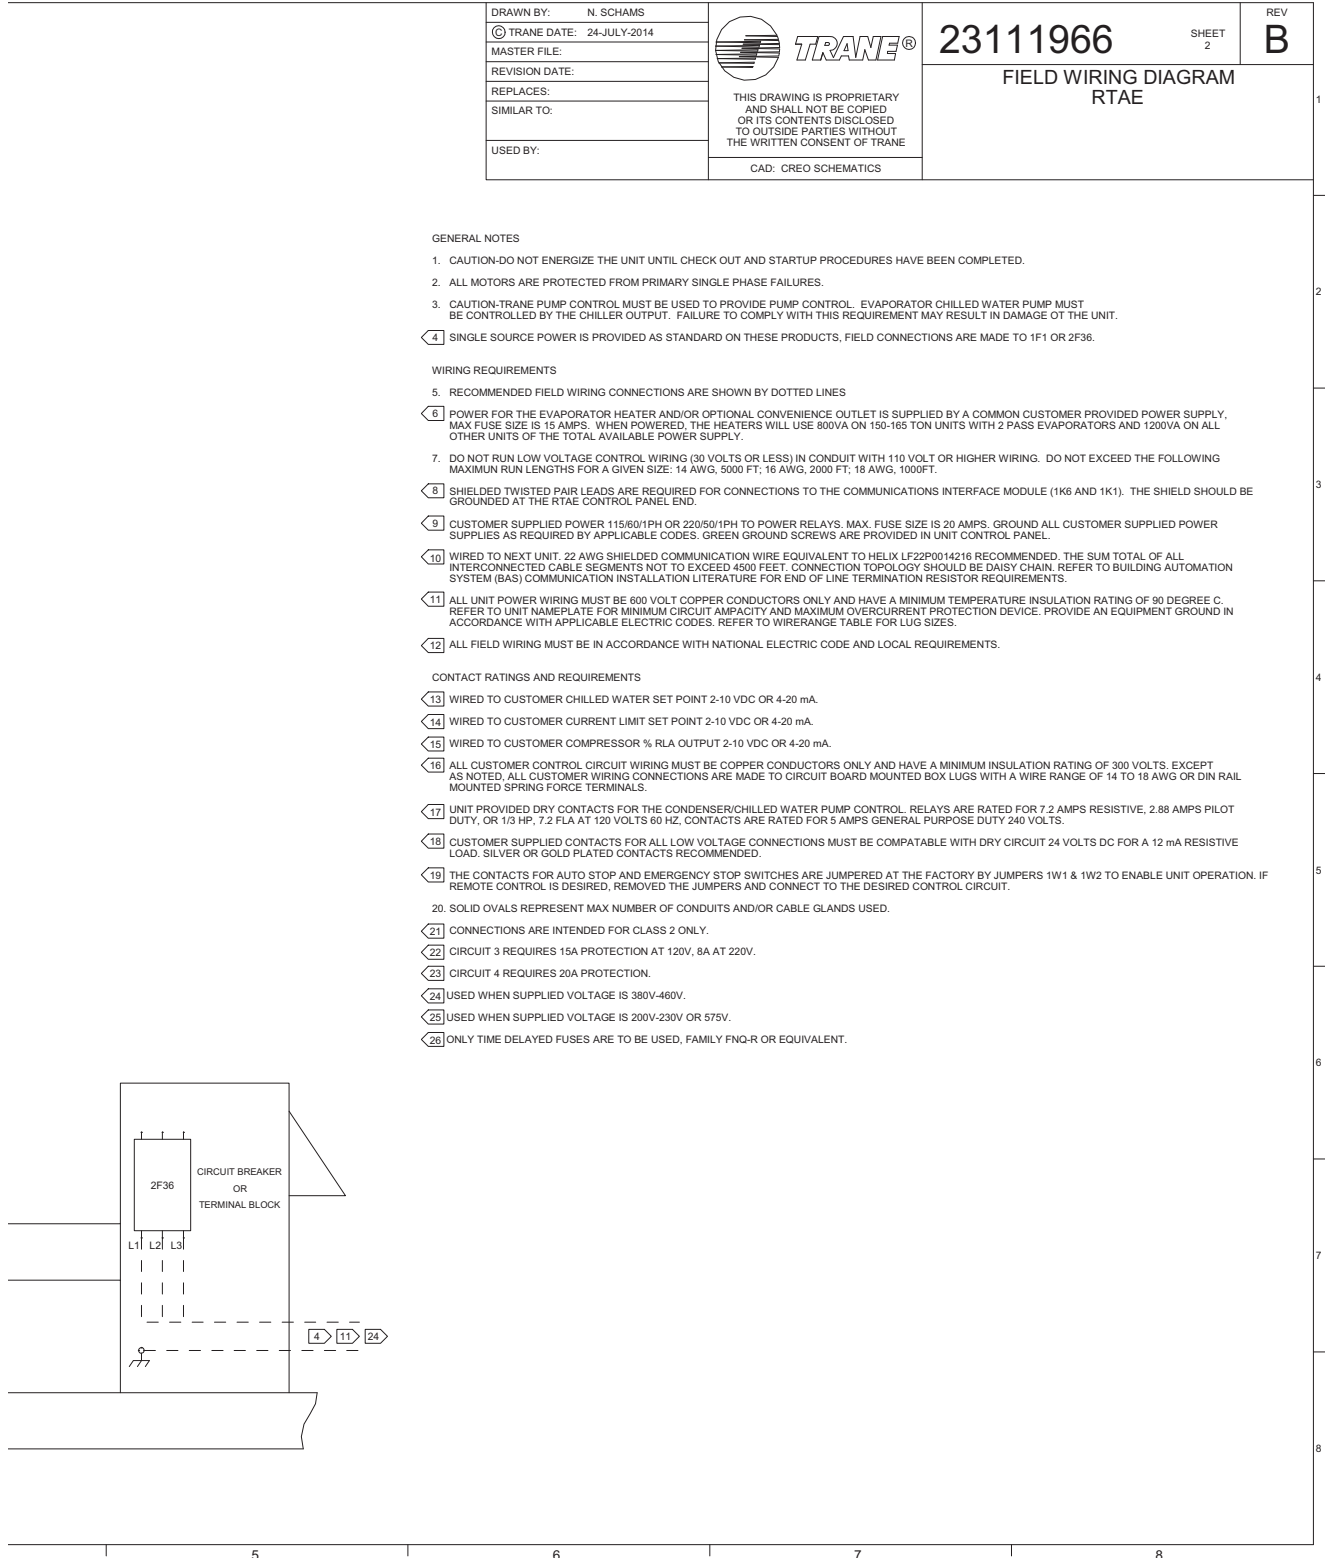 DRAWN BY: N. SCHAMS
© TRANE DATE: 24-JULY-2014
MASTER FILE:
REVISION DATE:
REPLACES:
SIMILAR TO:
USED BY:
TRANE®
THIS DRAWING IS PROPRIETARY
AND SHALL NOT BE COPIED
OR ITS CONTENTS DISCLOSED
TO OUTSIDE PARTIES WITHOUT
THE WRITTEN CONSENT OF TRANE
CAD: CREO SCHEMATICS
23111966
SHEET
2
REV
B
FIELD WIRING DIAGRAM
RTAE
1
GENERAL NOTES
1. CAUTION-DO NOT ENERGIZE THE UNIT UNTIL CHECK OUT AND STARTUP PROCEDURES HAVE BEEN COMPLETED.
2. ALL MOTORS ARE PROTECTED FROM PRIMARY SINGLE PHASE FAILURES.
2
3. CAUTION-TRANE PUMP CONTROL MUST BE USED TO PROVIDE PUMP CONTROL. EVAPORATOR CHILLED WATER PUMP MUST
BE CONTROLLED BY THE CHILLER OUTPUT. FAILURE TO COMPLY WITH THIS REQUIREMENT MAY RESULT IN DAMAGE OT THE UNIT.
4 SINGLE SOURCE POWER IS PROVIDED AS STANDARD ON THESE PRODUCTS, FIELD CONNECTIONS ARE MADE TO 1F1 OR 2F36.
WIRING REQUIREMENTS
5. RECOMMENDED FIELD WIRING CONNECTIONS ARE SHOWN BY DOTTED LINES
6 POWER FOR THE EVAPORATOR HEATER AND/OR OPTIONAL CONVENIENCE OUTLET IS SUPPLIED BY A COMMON CUSTOMER PROVIDED POWER SUPPLY,
MAX FUSE SIZE IS 15 AMPS. WHEN POWERED, THE HEATERS WILL USE 800VA ON 150-165 TON UNITS WITH 2 PASS EVAPORATORS AND 1200VA ON ALL
OTHER UNITS OF THE TOTAL AVAILABLE POWER SUPPLY.
7. DO NOT RUN LOW VOLTAGE CONTROL WIRING (30 VOLTS OR LESS) IN CONDUIT WITH 110 VOLT OR HIGHER WIRING. DO NOT EXCEED THE FOLLOWING
MAXIMUN RUN LENGTHS FOR A GIVEN SIZE: 14 AWG, 5000 FT; 16 AWG, 2000 FT; 18 AWG, 1000FT.
3
8 SHIELDED TWISTED PAIR LEADS ARE REQUIRED FOR CONNECTIONS TO THE COMMUNICATIONS INTERFACE MODULE (1K6 AND 1K1). THE SHIELD SHOULD BE
GROUNDED AT THE RTAE CONTROL PANEL END.
9 CUSTOMER SUPPLIED POWER 115/60/1PH OR 220/50/1PH TO POWER RELAYS. MAX. FUSE SIZE IS 20 AMPS. GROUND ALL CUSTOMER SUPPLIED POWER
SUPPLIES AS REQUIRED BY APPLICABLE CODES. GREEN GROUND SCREWS ARE PROVIDED IN UNIT CONTROL PANEL.
10 WIRED TO NEXT UNIT. 22 AWG SHIELDED COMMUNICATION WIRE EQUIVALENT TO HELIX LF22P0014216 RECOMMENDED. THE SUM TOTAL OF ALL
INTERCONNECTED CABLE SEGMENTS NOT TO EXCEED 4500 FEET. CONNECTION TOPOLOGY SHOULD BE DAISY CHAIN. REFER TO BUILDING AUTOMATION
SYSTEM (BAS) COMMUNICATION INSTALLATION LITERATURE FOR END OF LINE TERMINATION RESISTOR REQUIREMENTS.
11 ALL UNIT POWER WIRING MUST BE 600 VOLT COPPER CONDUCTORS ONLY AND HAVE A MINIMUM TEMPERATURE INSULATION RATING OF 90 DEGREE C.
REFER TO UNIT NAMEPLATE FOR MINIMUM CIRCUIT AMPACITY AND MAXIMUM OVERCURRENT PROTECTION DEVICE. PROVIDE AN EQUIPMENT GROUND IN
ACCORDANCE WITH APPLICABLE ELECTRIC CODES. REFER TO WIRERANGE TABLE FOR LUG SIZES.
12 ALL FIELD WIRING MUST BE IN ACCORDANCE WITH NATIONAL ELECTRIC CODE AND LOCAL REQUIREMENTS.
CONTACT RATINGS AND REQUIREMENTS
4
13 WIRED TO CUSTOMER CHILLED WATER SET POINT 2-10 VDC OR 4-20 mA.
14 WIRED TO CUSTOMER CURRENT LIMIT SET POINT 2-10 VDC OR 4-20 mA.
15 WIRED TO CUSTOMER COMPRESSOR % RLA OUTPUT 2-10 VDC OR 4-20 mA.
16 ALL CUSTOMER CONTROL CIRCUIT WIRING MUST BE COPPER CONDUCTORS ONLY AND HAVE A MINIMUM INSULATION RATING OF 300 VOLTS. EXCEPT
AS NOTED, ALL CUSTOMER WIRING CONNECTIONS ARE MADE TO CIRCUIT BOARD MOUNTED BOX LUGS WITH A WIRE RANGE OF 14 TO 18 AWG OR DIN RAIL
MOUNTED SPRING FORCE TERMINALS.
17 UNIT PROVIDED DRY CONTACTS FOR THE CONDENSER/CHILLED WATER PUMP CONTROL. RELAYS ARE RATED FOR 7.2 AMPS RESISTIVE, 2.88 AMPS PILOT
DUTY, OR 1/3 HP, 7.2 FLA AT 120 VOLTS 60 HZ, CONTACTS ARE RATED FOR 5 AMPS GENERAL PURPOSE DUTY 240 VOLTS.
18 CUSTOMER SUPPLIED CONTACTS FOR ALL LOW VOLTAGE CONNECTIONS MUST BE COMPATABLE WITH DRY CIRCUIT 24 VOLTS DC FOR A 12 mA RESISTIVE
LOAD. SILVER OR GOLD PLATED CONTACTS RECOMMENDED.
5
19 THE CONTACTS FOR AUTO STOP AND EMERGENCY STOP SWITCHES ARE JUMPERED AT THE FACTORY BY JUMPERS 1W1 & 1W2 TO ENABLE UNIT OPERATION. IF
REMOTE CONTROL IS DESIRED, REMOVED THE JUMPERS AND CONNECT TO THE DESIRED CONTROL CIRCUIT.
20. SOLID OVALS REPRESENT MAX NUMBER OF CONDUITS AND/OR CABLE GLANDS USED.
21 CONNECTIONS ARE INTENDED FOR CLASS 2 ONLY.
22 CIRCUIT 3 REQUIRES 15A PROTECTION AT 120V, 8A AT 220V.
23 CIRCUIT 4 REQUIRES 20A PROTECTION.
24 USED WHEN SUPPLIED VOLTAGE IS 380V-460V.
25 USED WHEN SUPPLIED VOLTAGE IS 200V-230V OR 575V.
26 ONLY TIME DELAYED FUSES ARE TO BE USED, FAMILY FNQ-R OR EQUIVALENT.
6
2F36
CIRCUIT BREAKER
OR
TERMINAL BLOCK
L1 L2 L3
7
4 11 24
8
5 6 7 8